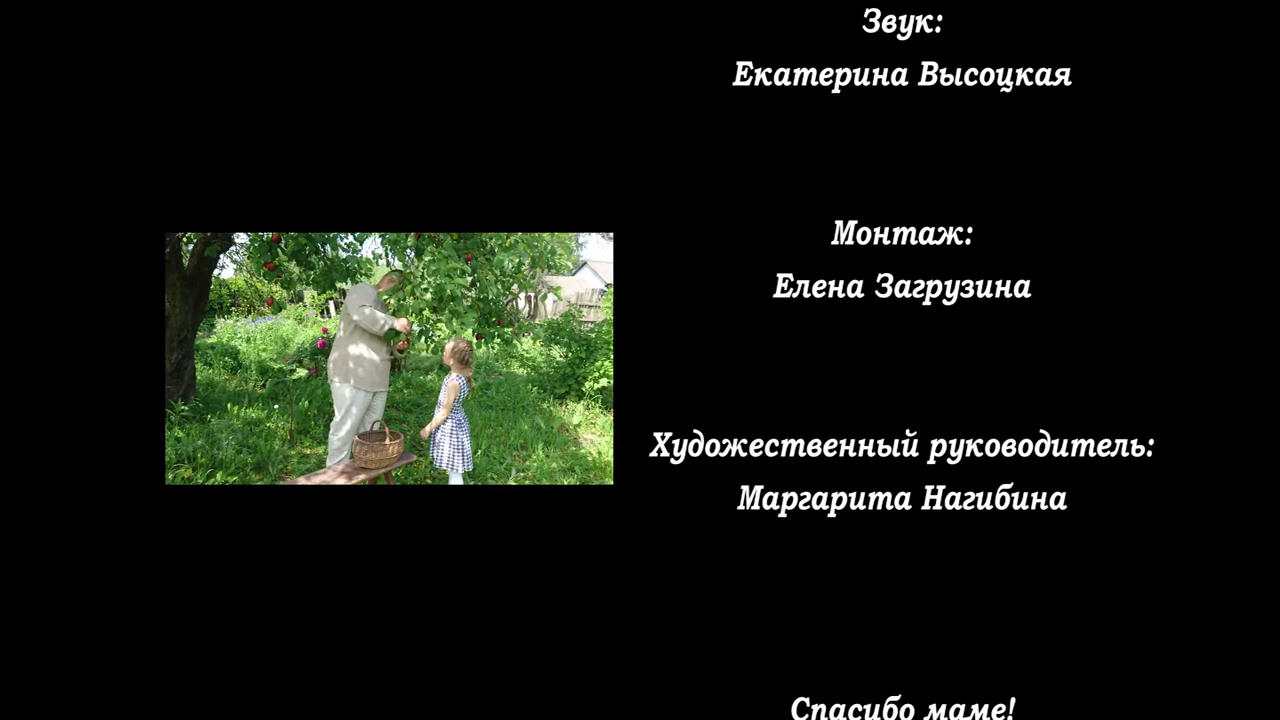 Звук:
Екатерина Высоцкая
Монтаж:
Елена Загрузина
Художественный руководитель:
Маргарита Нагибина
Спасибо маме!